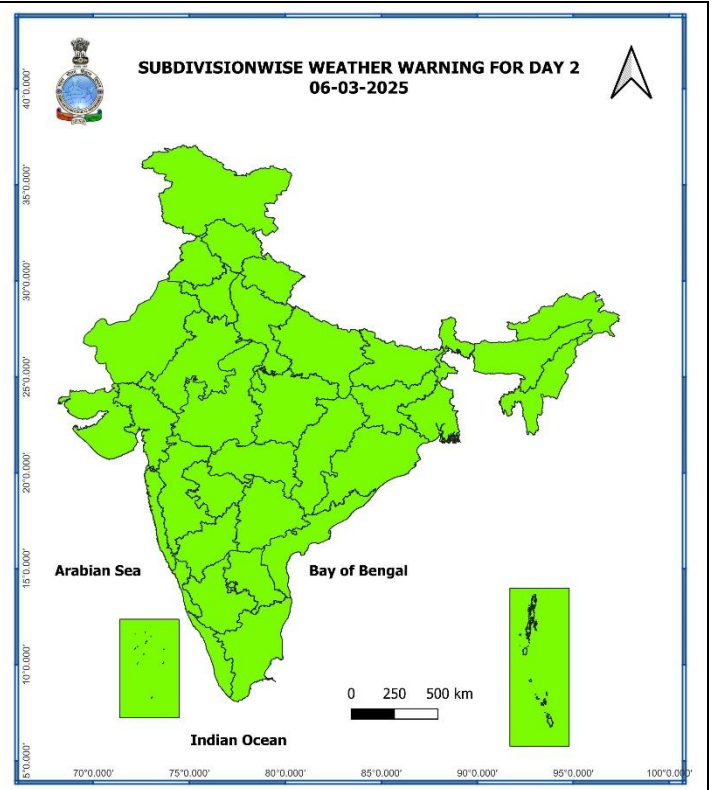 SUBDIVISIONWISE WEATHER WARNING FOR DAY 2
06-03-2025
40°0.000'
35°0.000'
30°0.000'
25°0.000'
20°0.000'
15°0.000'
10°0.000'
5°0.000'
Arabian Sea
Bay of Bengal
0 250 500 km
Indian Ocean
70°0.000' 75°0.000' 80°0.000' 85°0.000' 90°0.000' 95°0.000' 100°0.000'